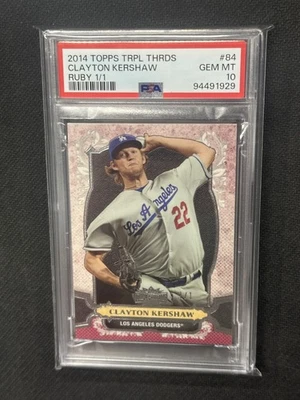 2014 TOPPS TRPL THRDS #84
CLAYTON KERSHAW GEM MT
RUBY 1/1 10
PSA 94491929
Los Angeles
22
CLAYTON KERSHAW
LOS ANGELES DODGERS